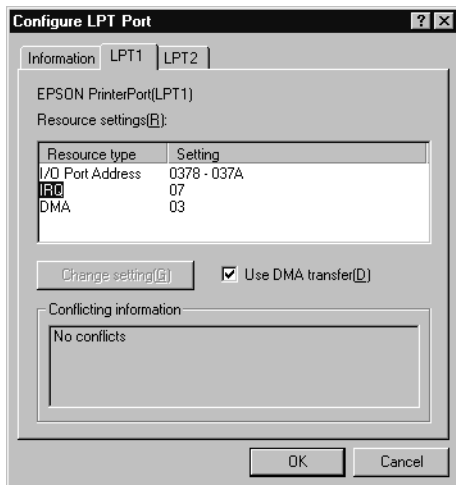 Configure LPT Port
Information LPT1 LPT2
EPSON PrinterPort(LPT1)
Resource settings(R):
Resource type Setting
I/O Port Address 0378 - 037A
IRQ 07
DMA 03
Change setting(G) Use DMA transfer(D)
Conflicting information
No conflicts
OK Cancel